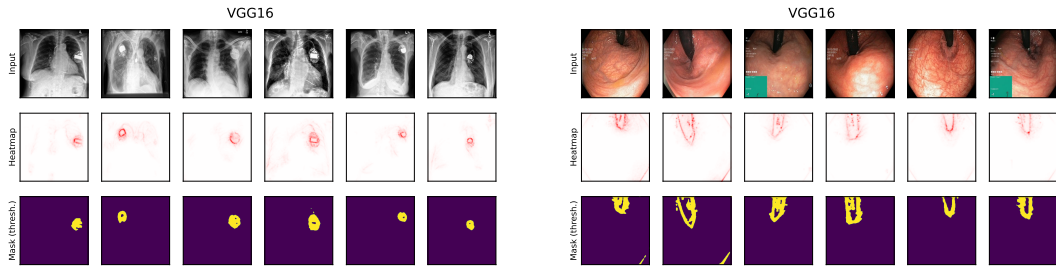 VGG16
Input
Heatmap
Mask (thresh.)
VGG16
Input
Heatmap
Mask (thresh.)